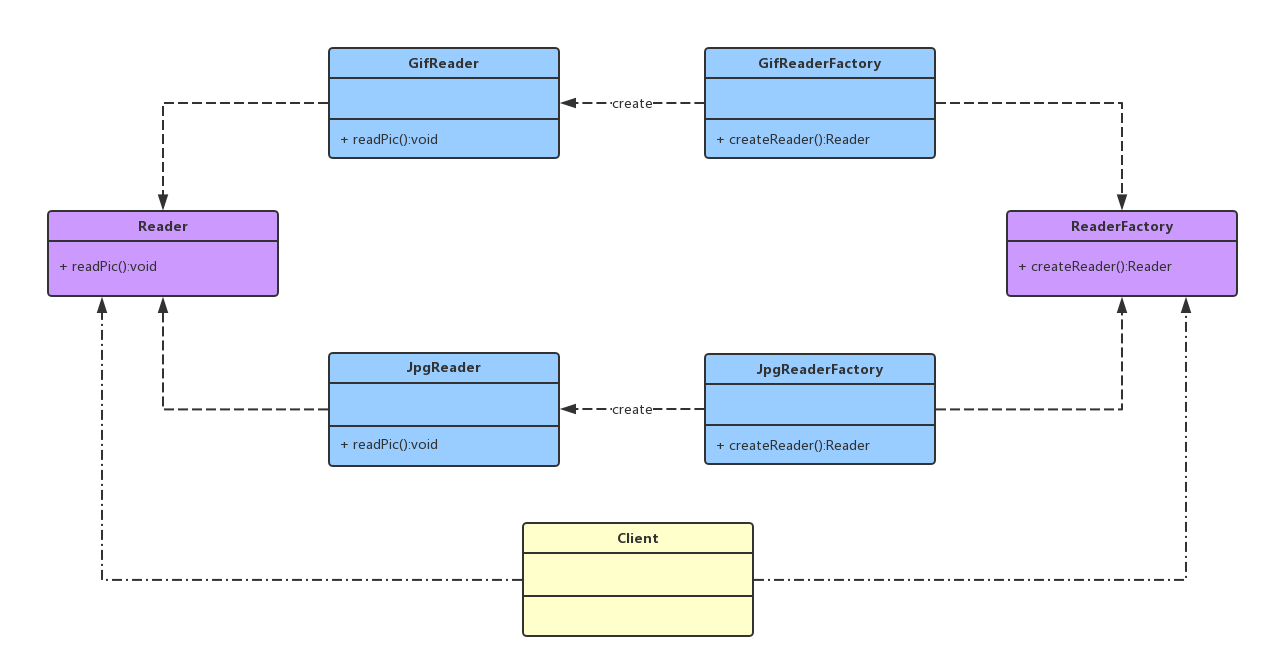 GifReader
+ readPic():void
create
GifReaderFactory
+ createReader():Reader
Reader
+ readPic():void
ReaderFactory
+ createReader():Reader
JpgReader
+ readPic():void
create
JpgReaderFactory
+ createReader():Reader
Client